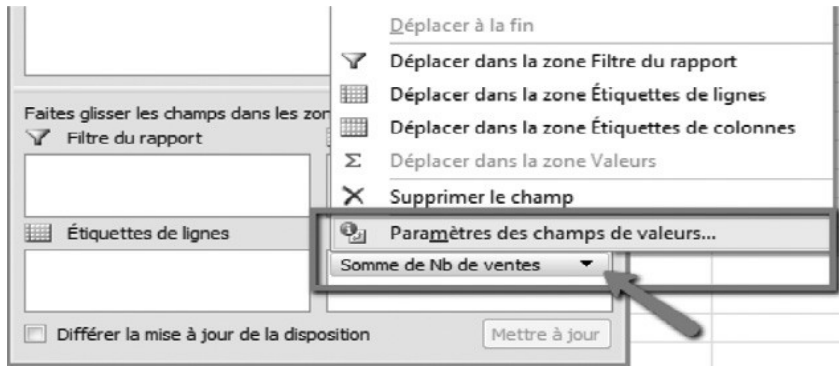 Déplacer à la fin
Déplacer dans la zone Filtre du rapport
Déplacer dans la zone Étiquettes de lignes
Déplacer dans la zone Étiquettes de colonnes
Déplacer dans la zone Valeurs
Supprimer le champ
Paramètres des champs de valeurs...
Faites glisser les champs dans les
Filtre du rapport
Étiquettes de lignes
Somme de Nb de ventes
Différer la mise à jour de la disposition
Mettre à jour